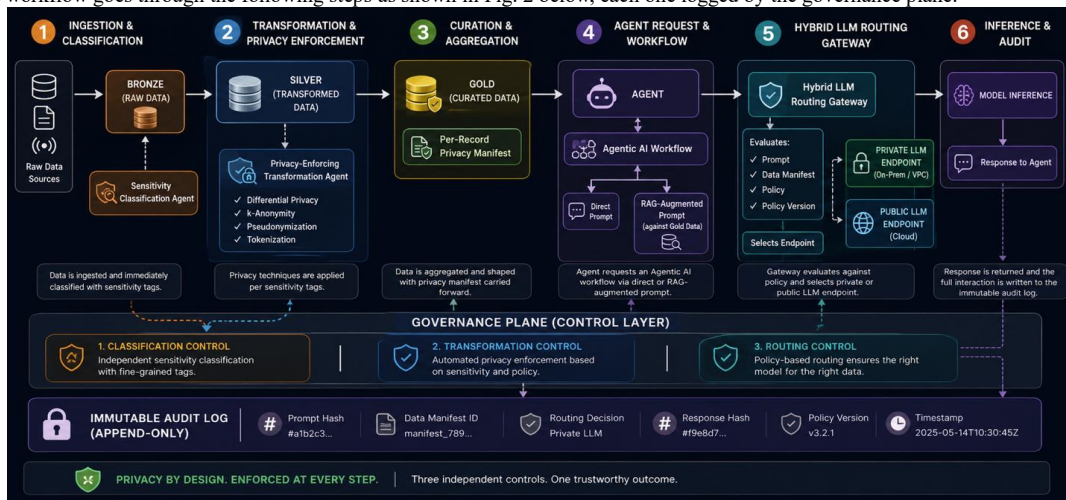 workflow goes through the following steps as shown in Fig. 2 below, each one logged by the governance plane.
1 INGESTION &
CLASSIFICATION
2 TRANSFORMATION &
PRIVACY ENFORCEMENT
3 CURATION &
AGGREGATION
4 AGENT REQUEST &
WORKFLOW
5 HYBRID LLM ROUTING
GATEWAY
6 INFERENCE &
AUDIT
Raw Data
Sources
BRONZE
(RAW DATA)
Sensitivity
Classification Agent
SILVER
(TRANSFORMED
DATA)
Privacy-Enforcing
Transformation Agent
✓ Differential Privacy
✓ k-Anonymity
✓ Pseudonymization
✓ Tokenization
GOLD
(CURATED DATA)
Per-Record
Privacy Manifest
AGENT
Agentic AI Workflow
Direct
Prompt
RAG-Augmented
Prompt
(against Gold Data)
Hybrid LLM
Routing Gateway
Evaluates:
✓ Prompt
✓ Data Manifest
✓ Policy
✓ Policy Version
Selects Endpoint
PRIVATE LLM
ENDPOINT
(On-Prem / VPC)
PUBLIC LLM
ENDPOINT
(Cloud)
MODEL INFERENCE
Response to Agent
Data is ingested and immediately
classified with sensitivity tags.
Privacy techniques are applied
per sensitivity tags.
Data is aggregated and shaped
with privacy manifest carried
forward.
Agent requests an Agentic AI
workflow via direct or RAG-
augmented prompt.
Gateway evaluates against
policy and selects private or
public LLM endpoint.
Response is returned and the
full interaction is written to the
immutable audit log.
GOVERNANCE PLANE (CONTROL LAYER)
1. CLASSIFICATION CONTROL
Independent sensitivity classification
with fine-grained tags.
2. TRANSFORMATION CONTROL
Automated privacy enforcement based
on sensitivity and policy.
3. ROUTING CONTROL
Policy-based routing ensures the right
model for the right data.
IMMUTABLE AUDIT LOG
(APPEND-ONLY)
# Prompt Hash
#a1b2c3...
Data Manifest ID
manifest_789...
Routing Decision
Private LLM
# Response Hash
#f9e8d7...
Policy Version
v3.2.1
Timestamp
2025-05-14T10:30:45Z
PRIVACY BY DESIGN. ENFORCED AT EVERY STEP.
Three independent controls. One trustworthy outcome.